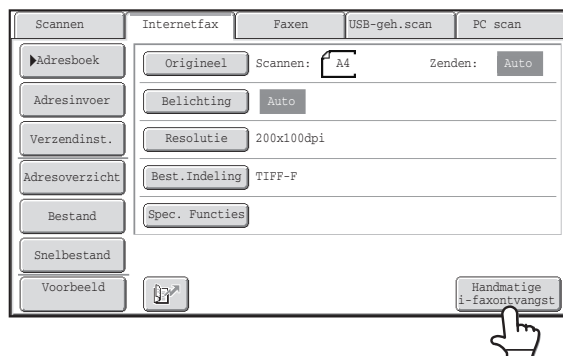 Scannen
Internetfax
Faxen
USB-geh.scan
PC scan
Adresboek
Origineel
Scannen:
A4
Zenden:
Auto
Adresinvoer
Belichting
Auto
Verzendinst.
Resolutie
200x100dpi
Adresoverzicht
Best.Indeling
TIFF-F
Bestand
Spec. Functies
Snelbestand
Voorbeeld
Handmatige
i-faxontvangst